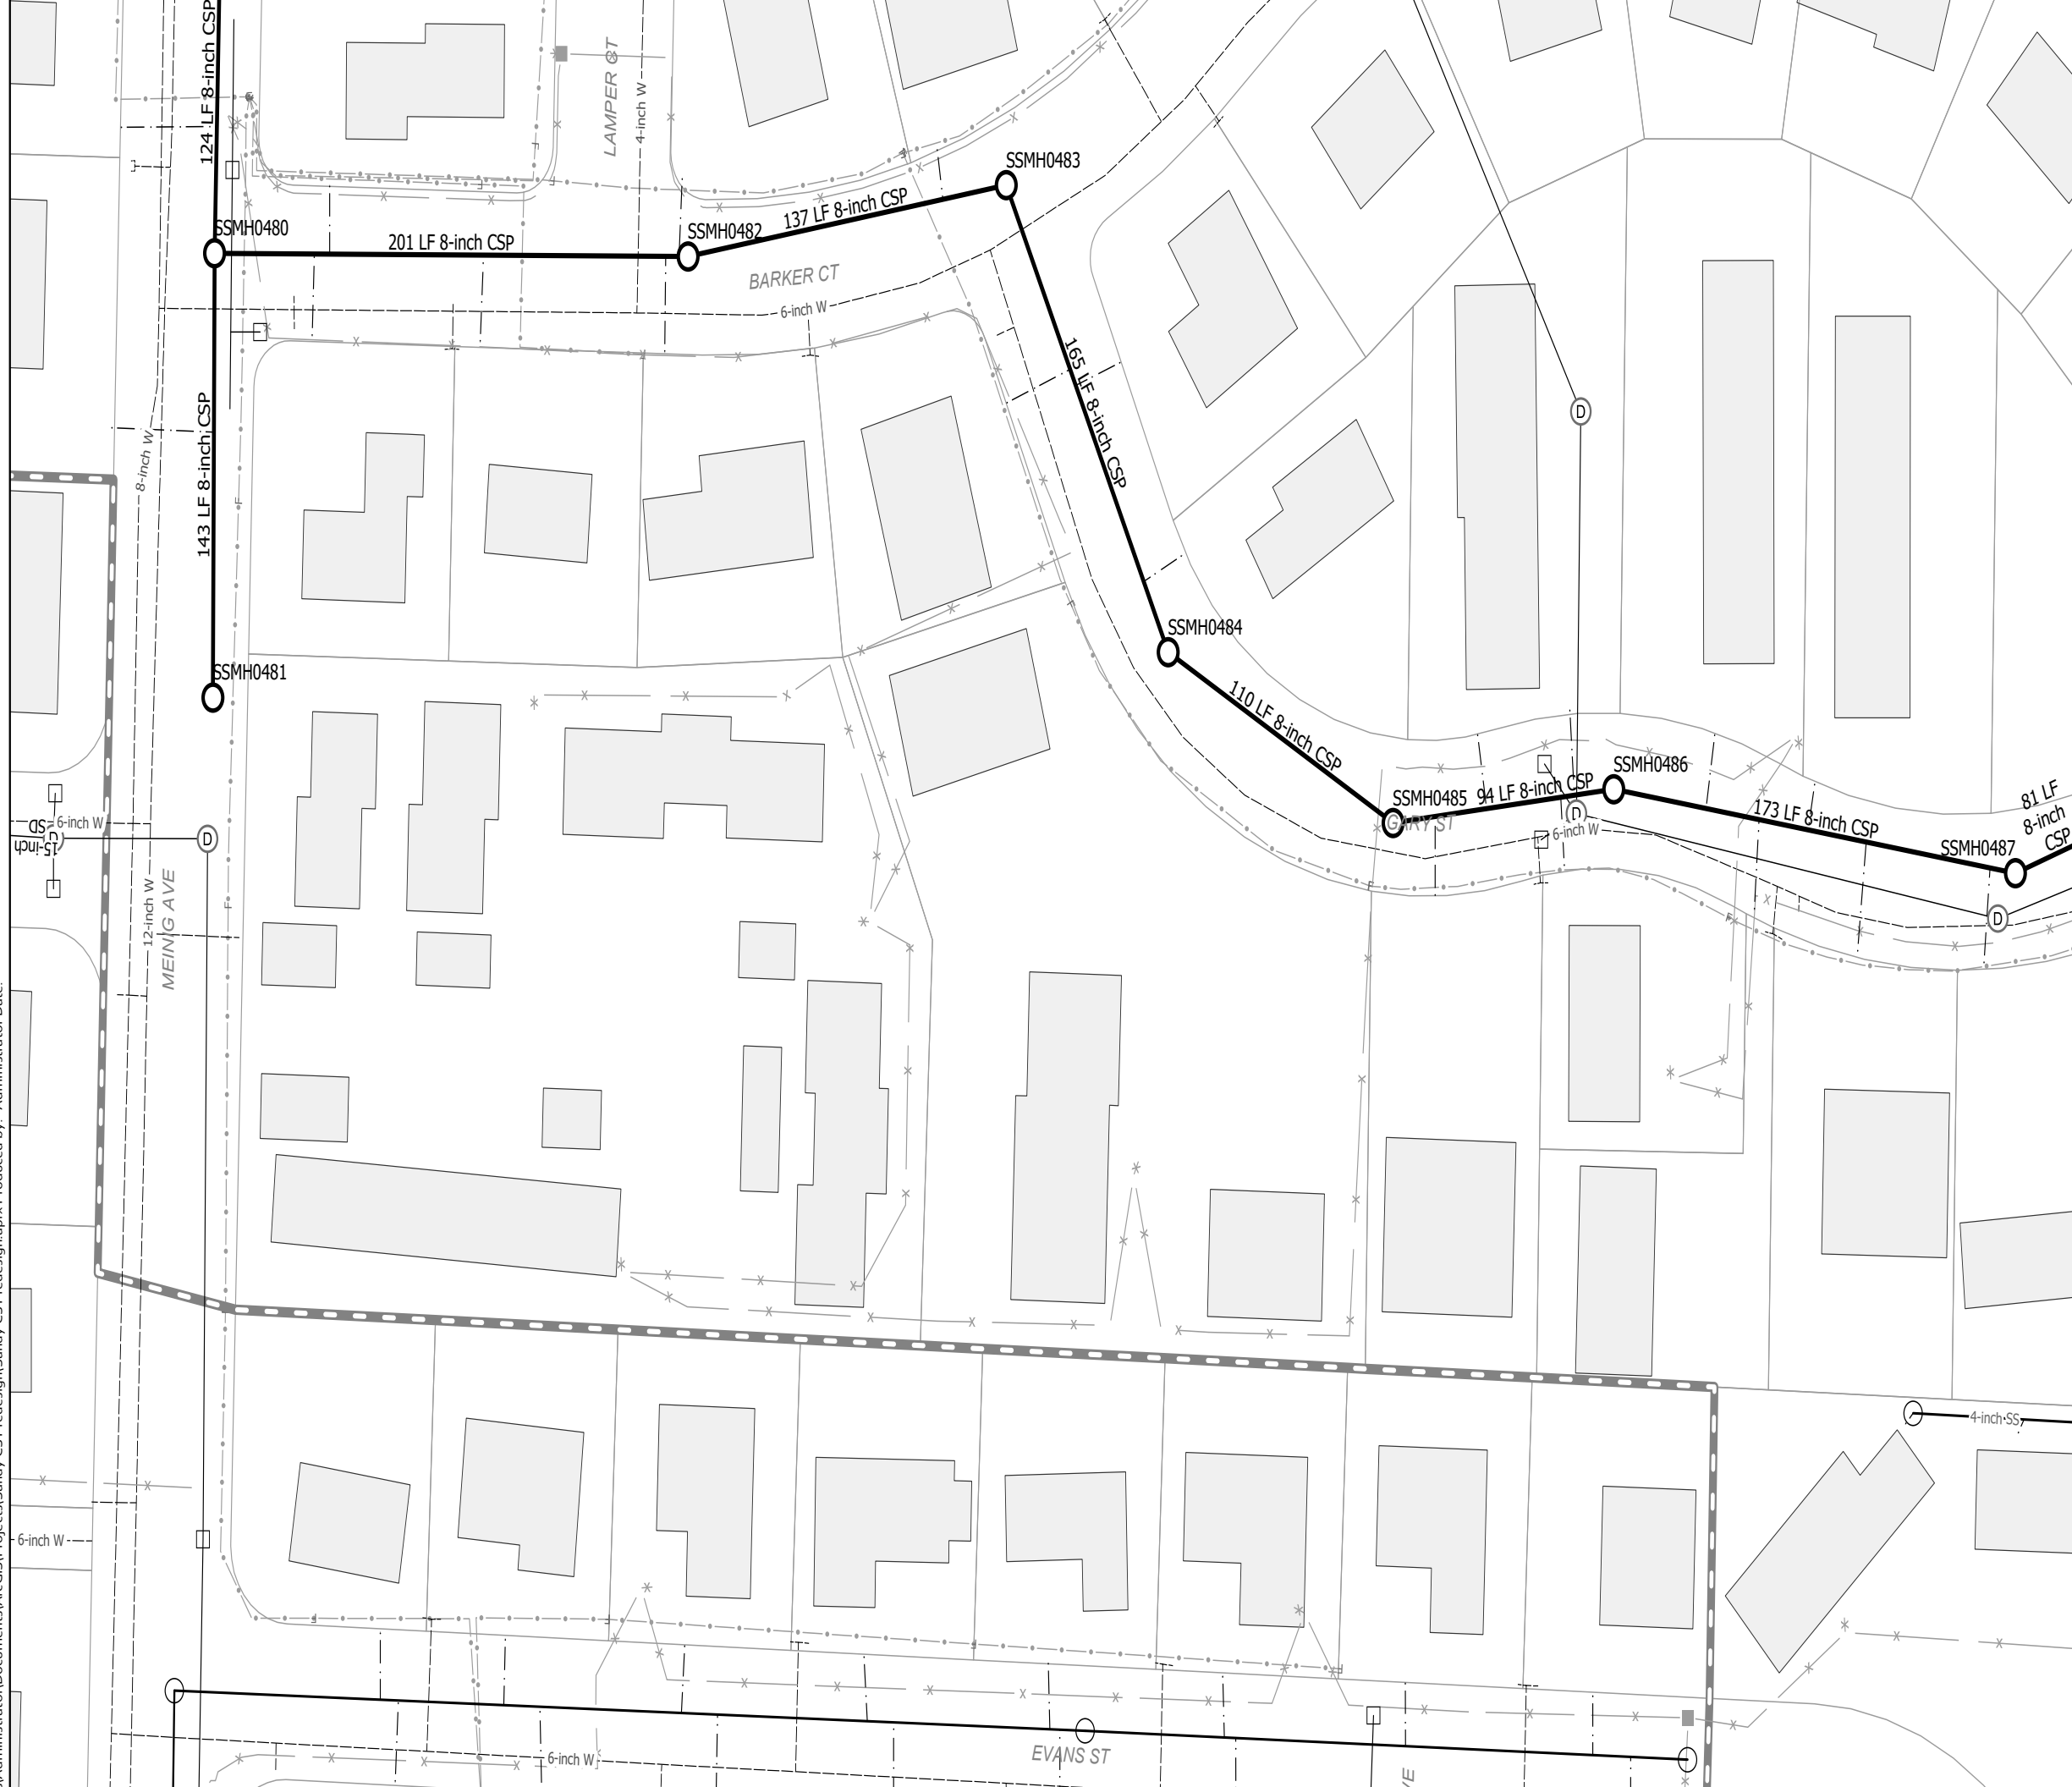 124 LF 8-inch CSP
LAMPER CT
4-inch W
SSMH0483
SSMH0480
201 LF 8-inch CSP
SSMH0482
137 LF 8-inch CSP
BARKER CT
6-inch W
165 LF 8-inch CSP
D
8-inch W
143 LF 8-inch CSP
SSMH0484
SSMH0481
110 LF 8-inch CSP
SSMH0486
SSMH0485
94 LF 8-inch CSP
GARY ST
D
6-inch W
173 LF 8-inch CSP
SSMH0487
81 LF
8-inch
CSP
6-inch W
15-inch
SD
D
D
D
12-inch W
MEINIG AVE
4-inch SS
6-inch W
6-inch W
EVANS ST
VE